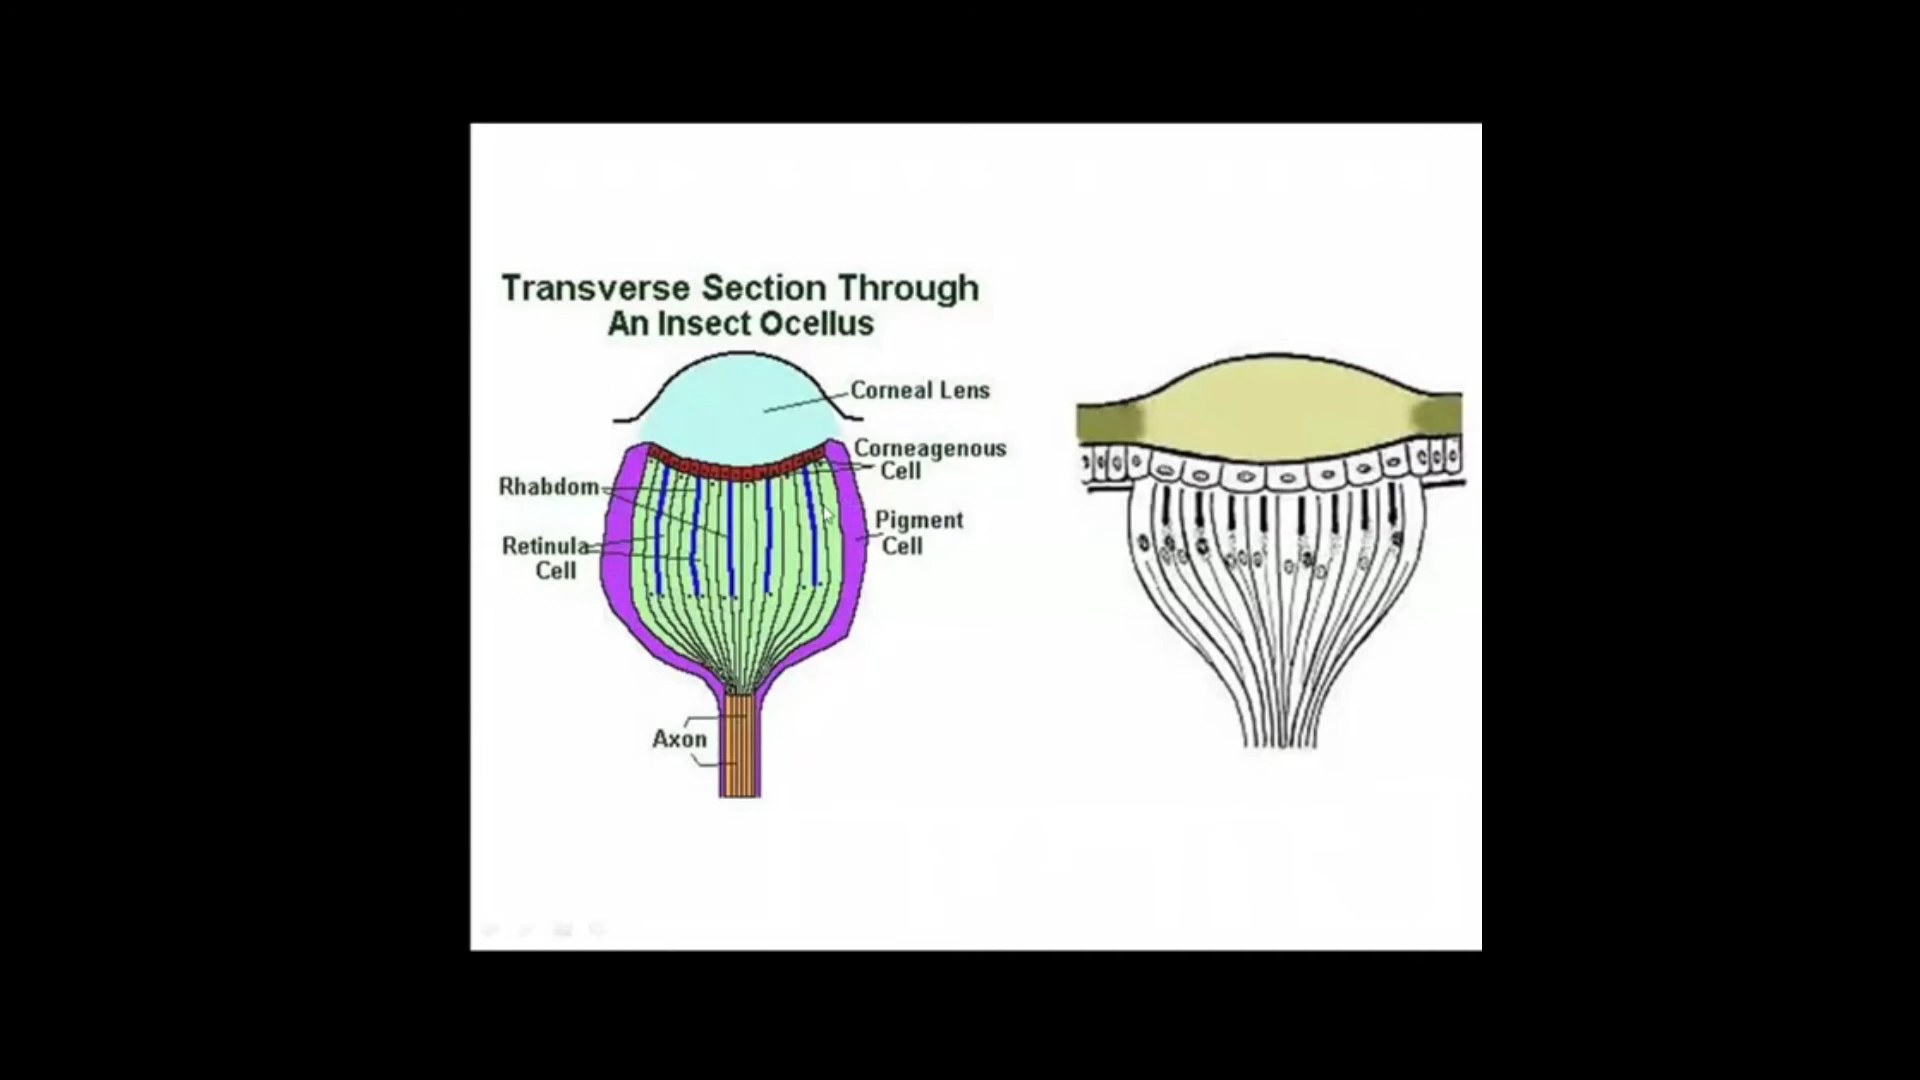 Transverse Section Through
An Insect Ocellus
Corneal Lens
Corneagenous
Cell
Rhabdom
Pigment
Cell
Retinula
Cell
Axon